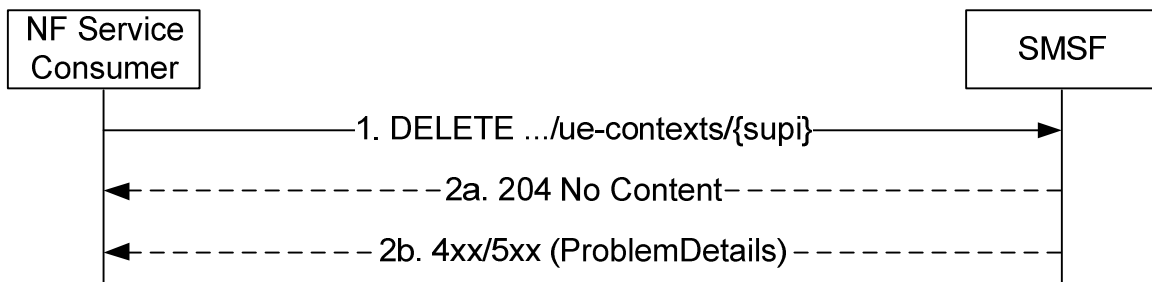 NF Service
Consumer
SMSF
1. DELETE .../ue-contexts/{supi}
2a. 204 No Content
2b. 4xx/5xx (ProblemDetails)